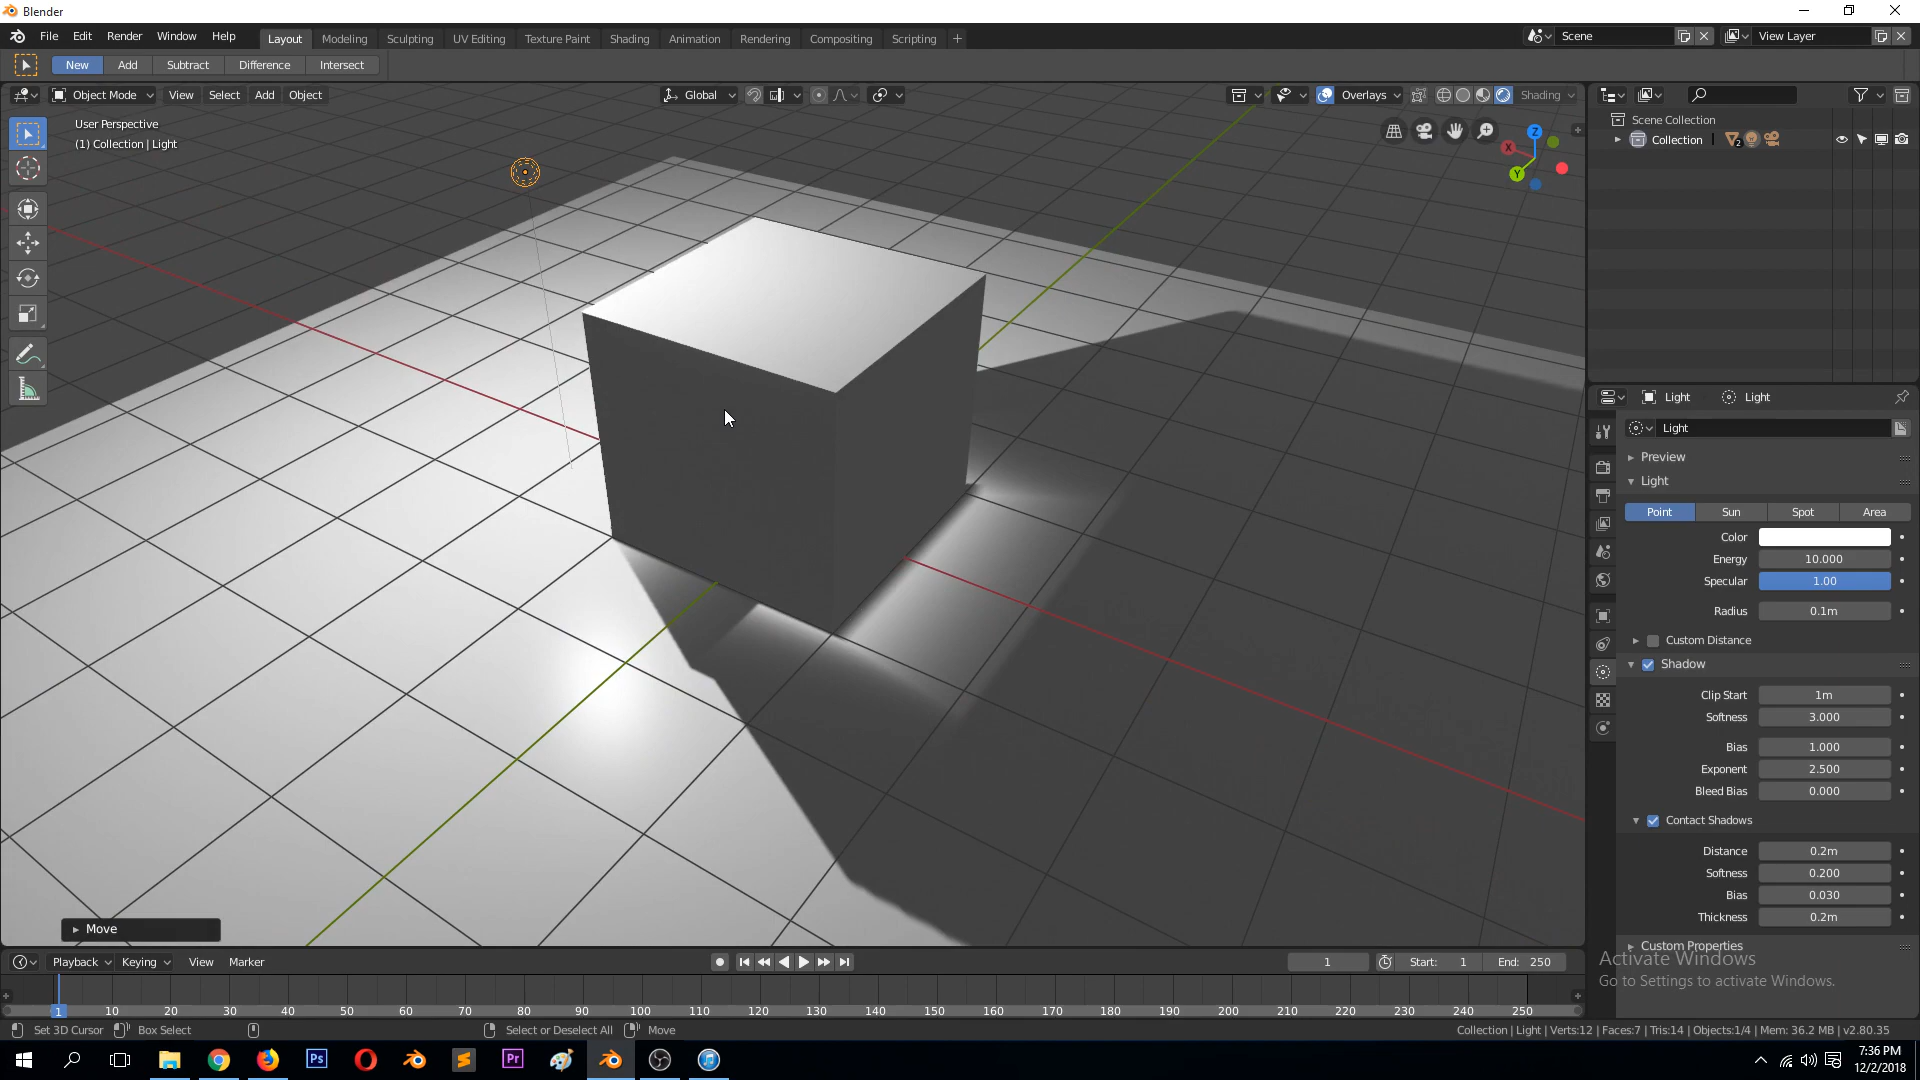 Blender
File Edit Render Window Help
Layout Modeling Sculpting UV Editing Texture Paint Shading Animation Rendering Compositing Scripting
Scene
View Layer
New Add Subtract Difference Intersect
Object Mode View Select Add Object
Global
Overlays
Shading
User Perspective
(1) Collection | Light
X
Y
Z
Scene Collection
Collection
2
Light Light
Light
Preview
Light
Point Sun Spot Area
Color
Energy 10.000
Specular 1.00
Radius 0.1m
Custom Distance
Shadow
Clip Start 1m
Softness 3.000
Bias 1.000
Exponent 2.500
Bleed Bias 0.000
Contact Shadows
Distance 0.2m
Softness 0.200
Bias 0.030
Thickness 0.2m
Custom Properties
Activate Windows
Go to Settings to activate Windows.
Move
Playback Keying View Marker
1
Start: 1
End: 250
1 10 20 30 40 50 60 70 80 90 100 110 120 130 140 150 160 170 180 190 200 210 220 230 240 250
Set 3D Cursor Box Select Select or Deselect All Move
Collection | Light | Verts:12 | Faces:7 | Tris:14 | Objects:1/4 | Mem: 36.2 MB | v2.80.35
Ps
Pr
7:36 PM
12/2/2018